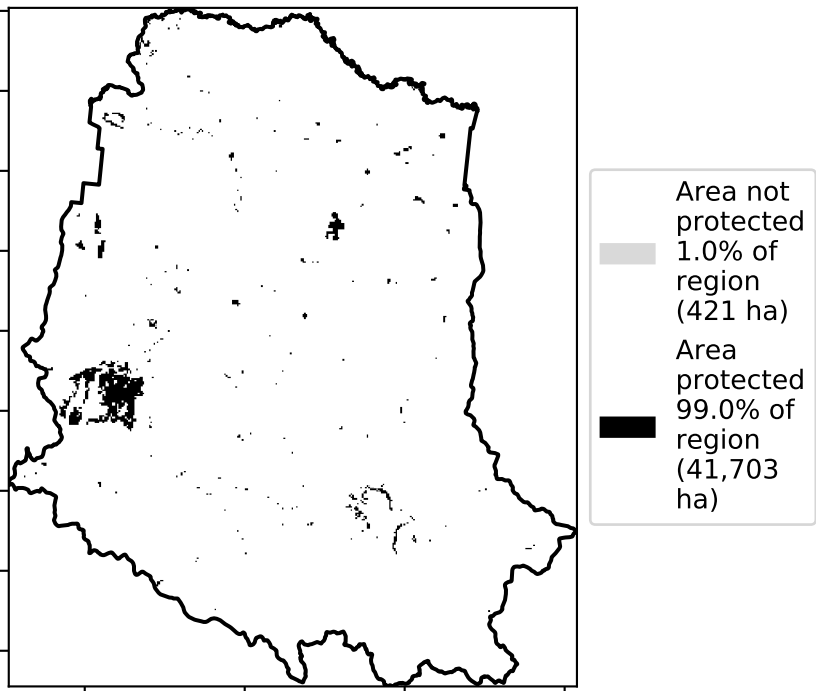 Area not
protected
1.0% of
region
(421 ha)
Area
protected
99.0% of
region
(41,703
ha)